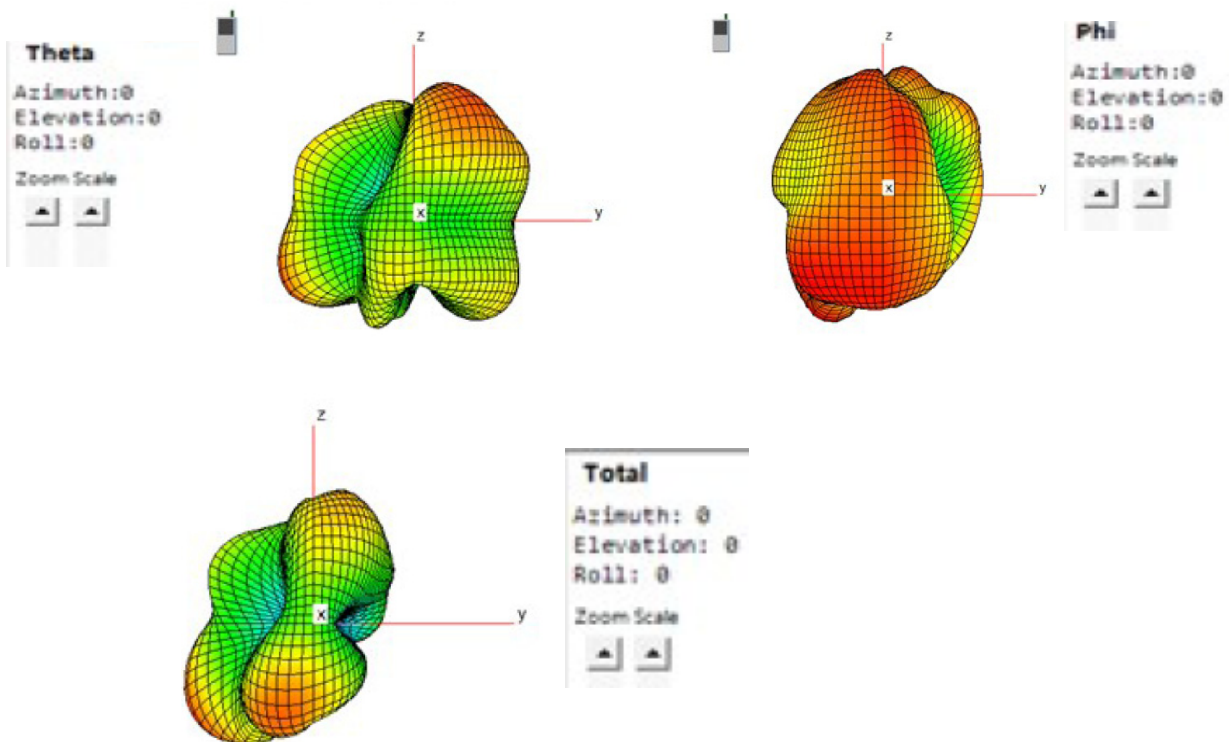 Theta
Azimuth:0
Elevation:0
Roll:0
Zoom Scale
z
x
y
z
x
y
Phi
Azimuth:0
Elevation:0
Roll:0
Zoom Scale
z
x
y
Total
Azimuth: 0
Elevation: 0
Roll: 0
Zoom Scale